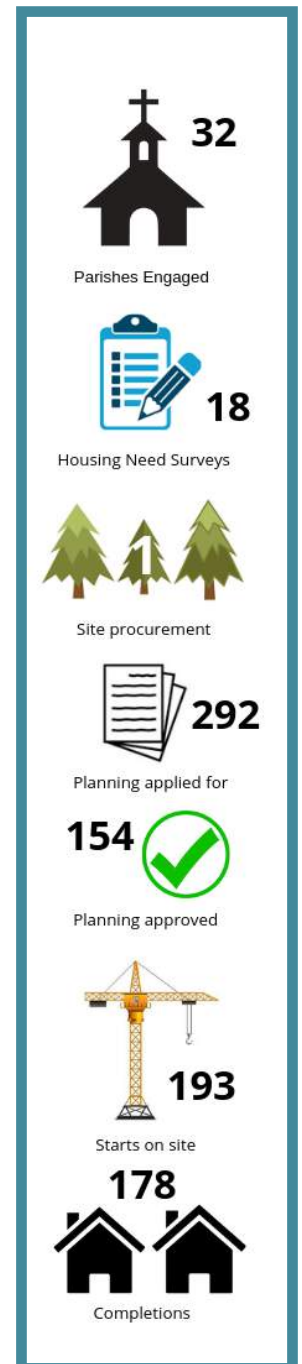 32
Parishes Engaged
18
Housing Need Surveys
1
Site procurement
292
Planning applied for
154
Planning approved
193
Starts on site
178
Completions